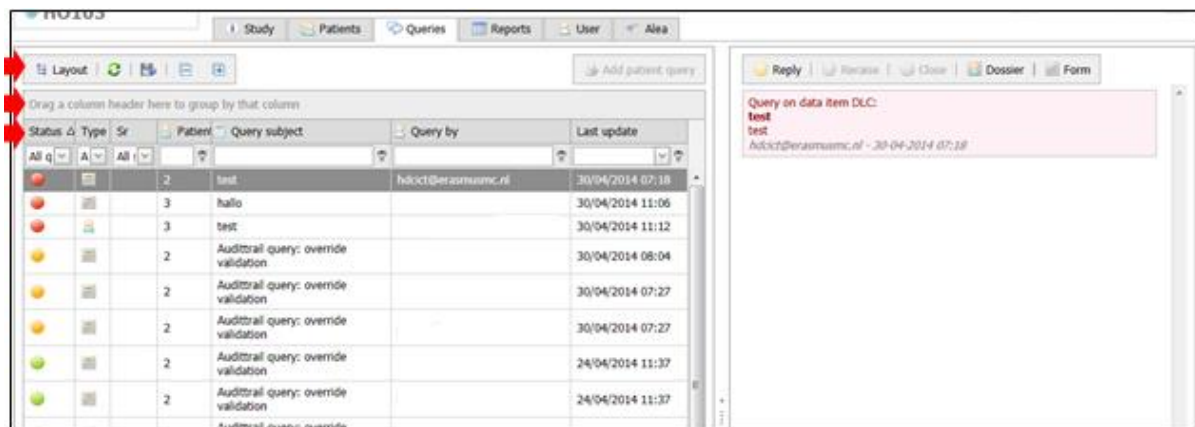 HO103
Study Patients Queries Reports User Alea
Layout Add patient query
Reply Rerase Close Dossier Form
Drag a column header here to group by that column
Query on data item DLC:
test
test
hdcict@erasmusmc.nl - 30-04-2014 07:18
Status Type Sr Patient Query subject Query by Last update
All q A All
2 test hdcict@erasmusmc.nl 30/04/2014 07:18
3 hallo 30/04/2014 11:06
3 test 30/04/2014 11:12
2 Audittrail query: override
validation 30/04/2014 08:04
2 Audittrail query: override
validation 30/04/2014 07:27
2 Audittrail query: override
validation 30/04/2014 07:27
2 Audittrail query: override
validation 24/04/2014 11:37
2 Audittrail query: override
validation 24/04/2014 11:37
Audittrail query: override